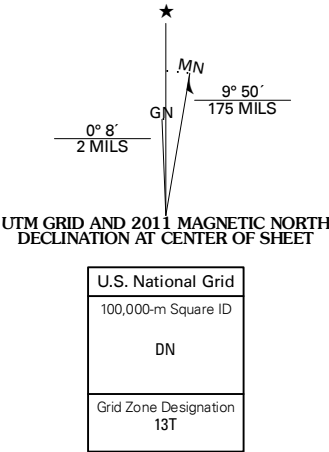 ★
MN
GN
9° 50´
175 MILS
0° 8´
2 MILS
UTM GRID AND 2011 MAGNETIC NORTH
DECLINATION AT CENTER OF SHEET
U.S. National Grid
100,000-m Square ID
DN
Grid Zone Designation
13T